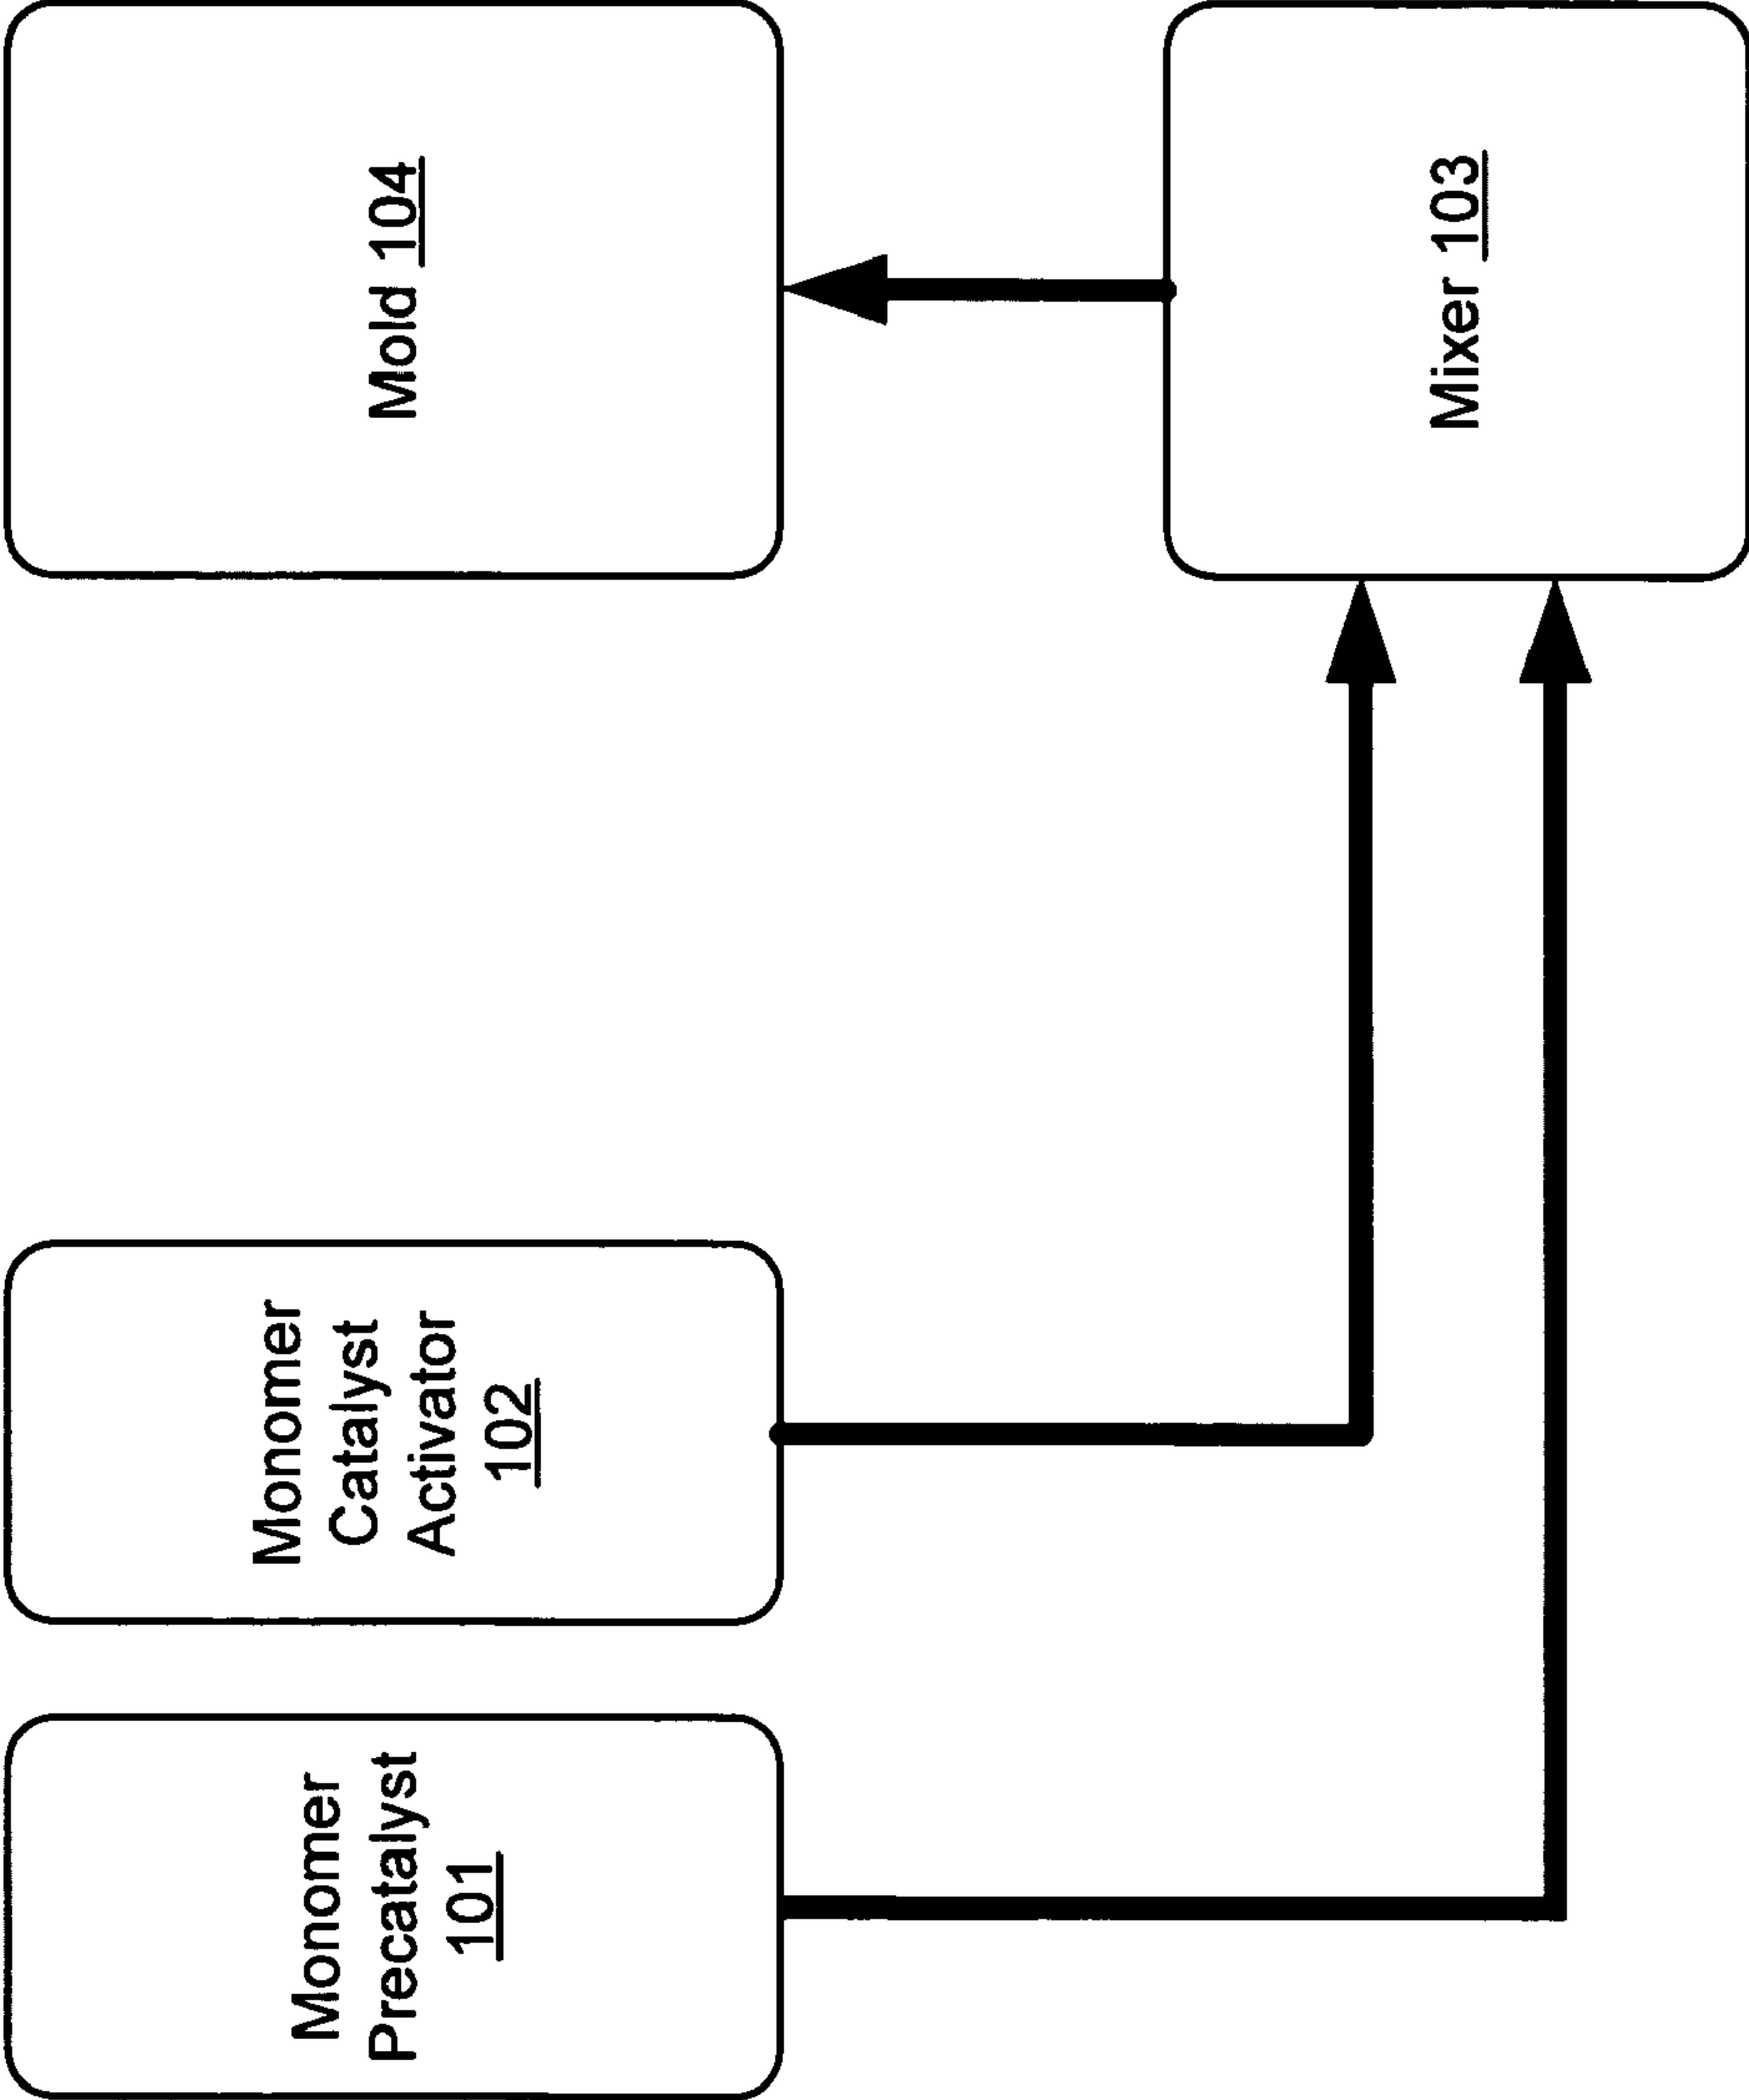 Monomer
Precatalyst
101
Monomer
Catalyst
Activator
102
Mold 104
Mixer 103